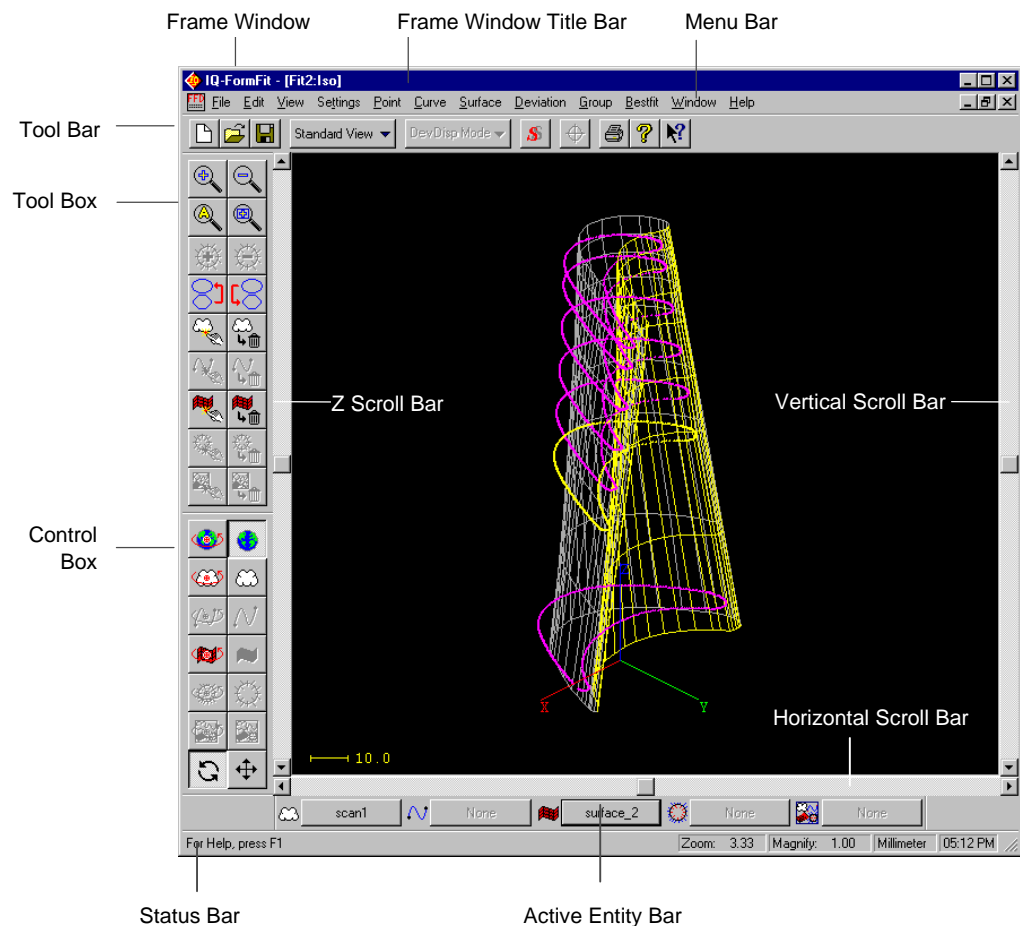 Frame Window
Frame Window Title Bar
Menu Bar
IQ-FormFit - [Fit2:Iso]
File Edit View Settings Point Curve Surface Deviation Group Bestfit Window Help
Tool Bar
Standard View
DevDisp Mode
Tool Box
Z Scroll Bar
Vertical Scroll Bar
Control
Box
Z
X
Y
Horizontal Scroll Bar
10.0
scan1
None
surface_2
None
None
For Help, press F1
Zoom: 3.33
Magnify: 1.00
Millimeter
05:12 PM
Status Bar
Active Entity Bar